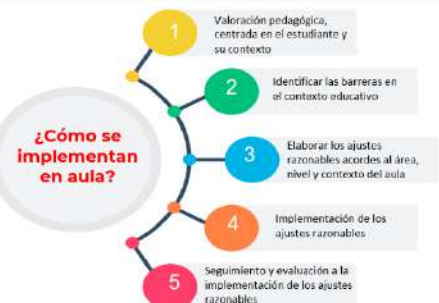 ¿Cómo se
implementan
en aula?
1
Valoración pedagógica,
centrada en el estudiante y
su contexto
2
Identificar las barreras en
el contexto educativo
3
Elaborar los ajustes
razonables acordes al área,
nivel y contexto del aula
4
Implementación de los
ajustes razonables
5
Seguimiento y evaluación a la
implementación de los ajustes
razonables